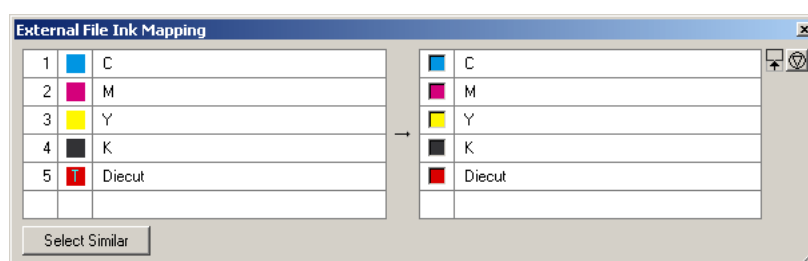 External File Ink Mapping
1 C C
2 M M
3 Y Y
→
4 K K
5 T Diecut Diecut
Select Similar